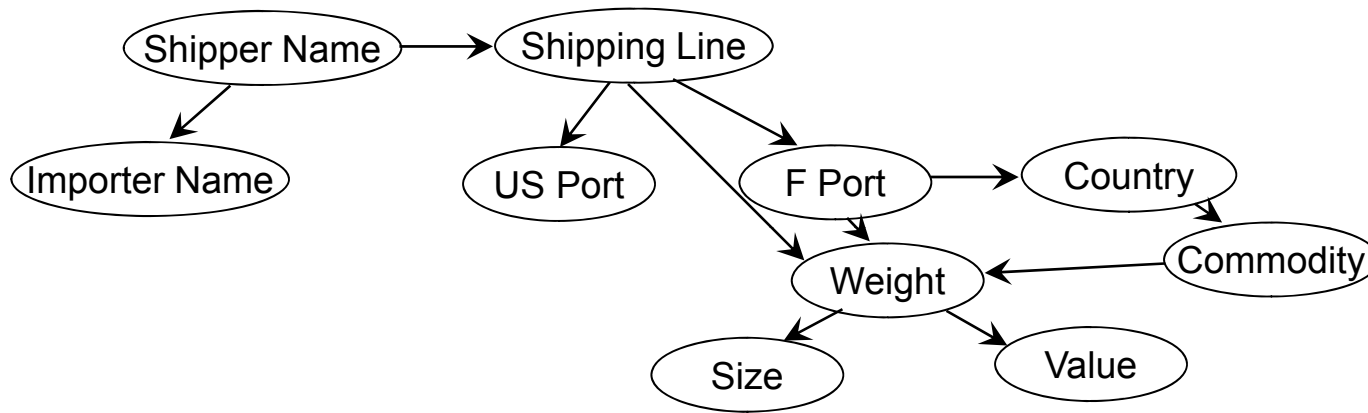 Shipper Name
Shipping Line
Importer Name
US Port
F Port
Country
Commodity
Weight
Size
Value